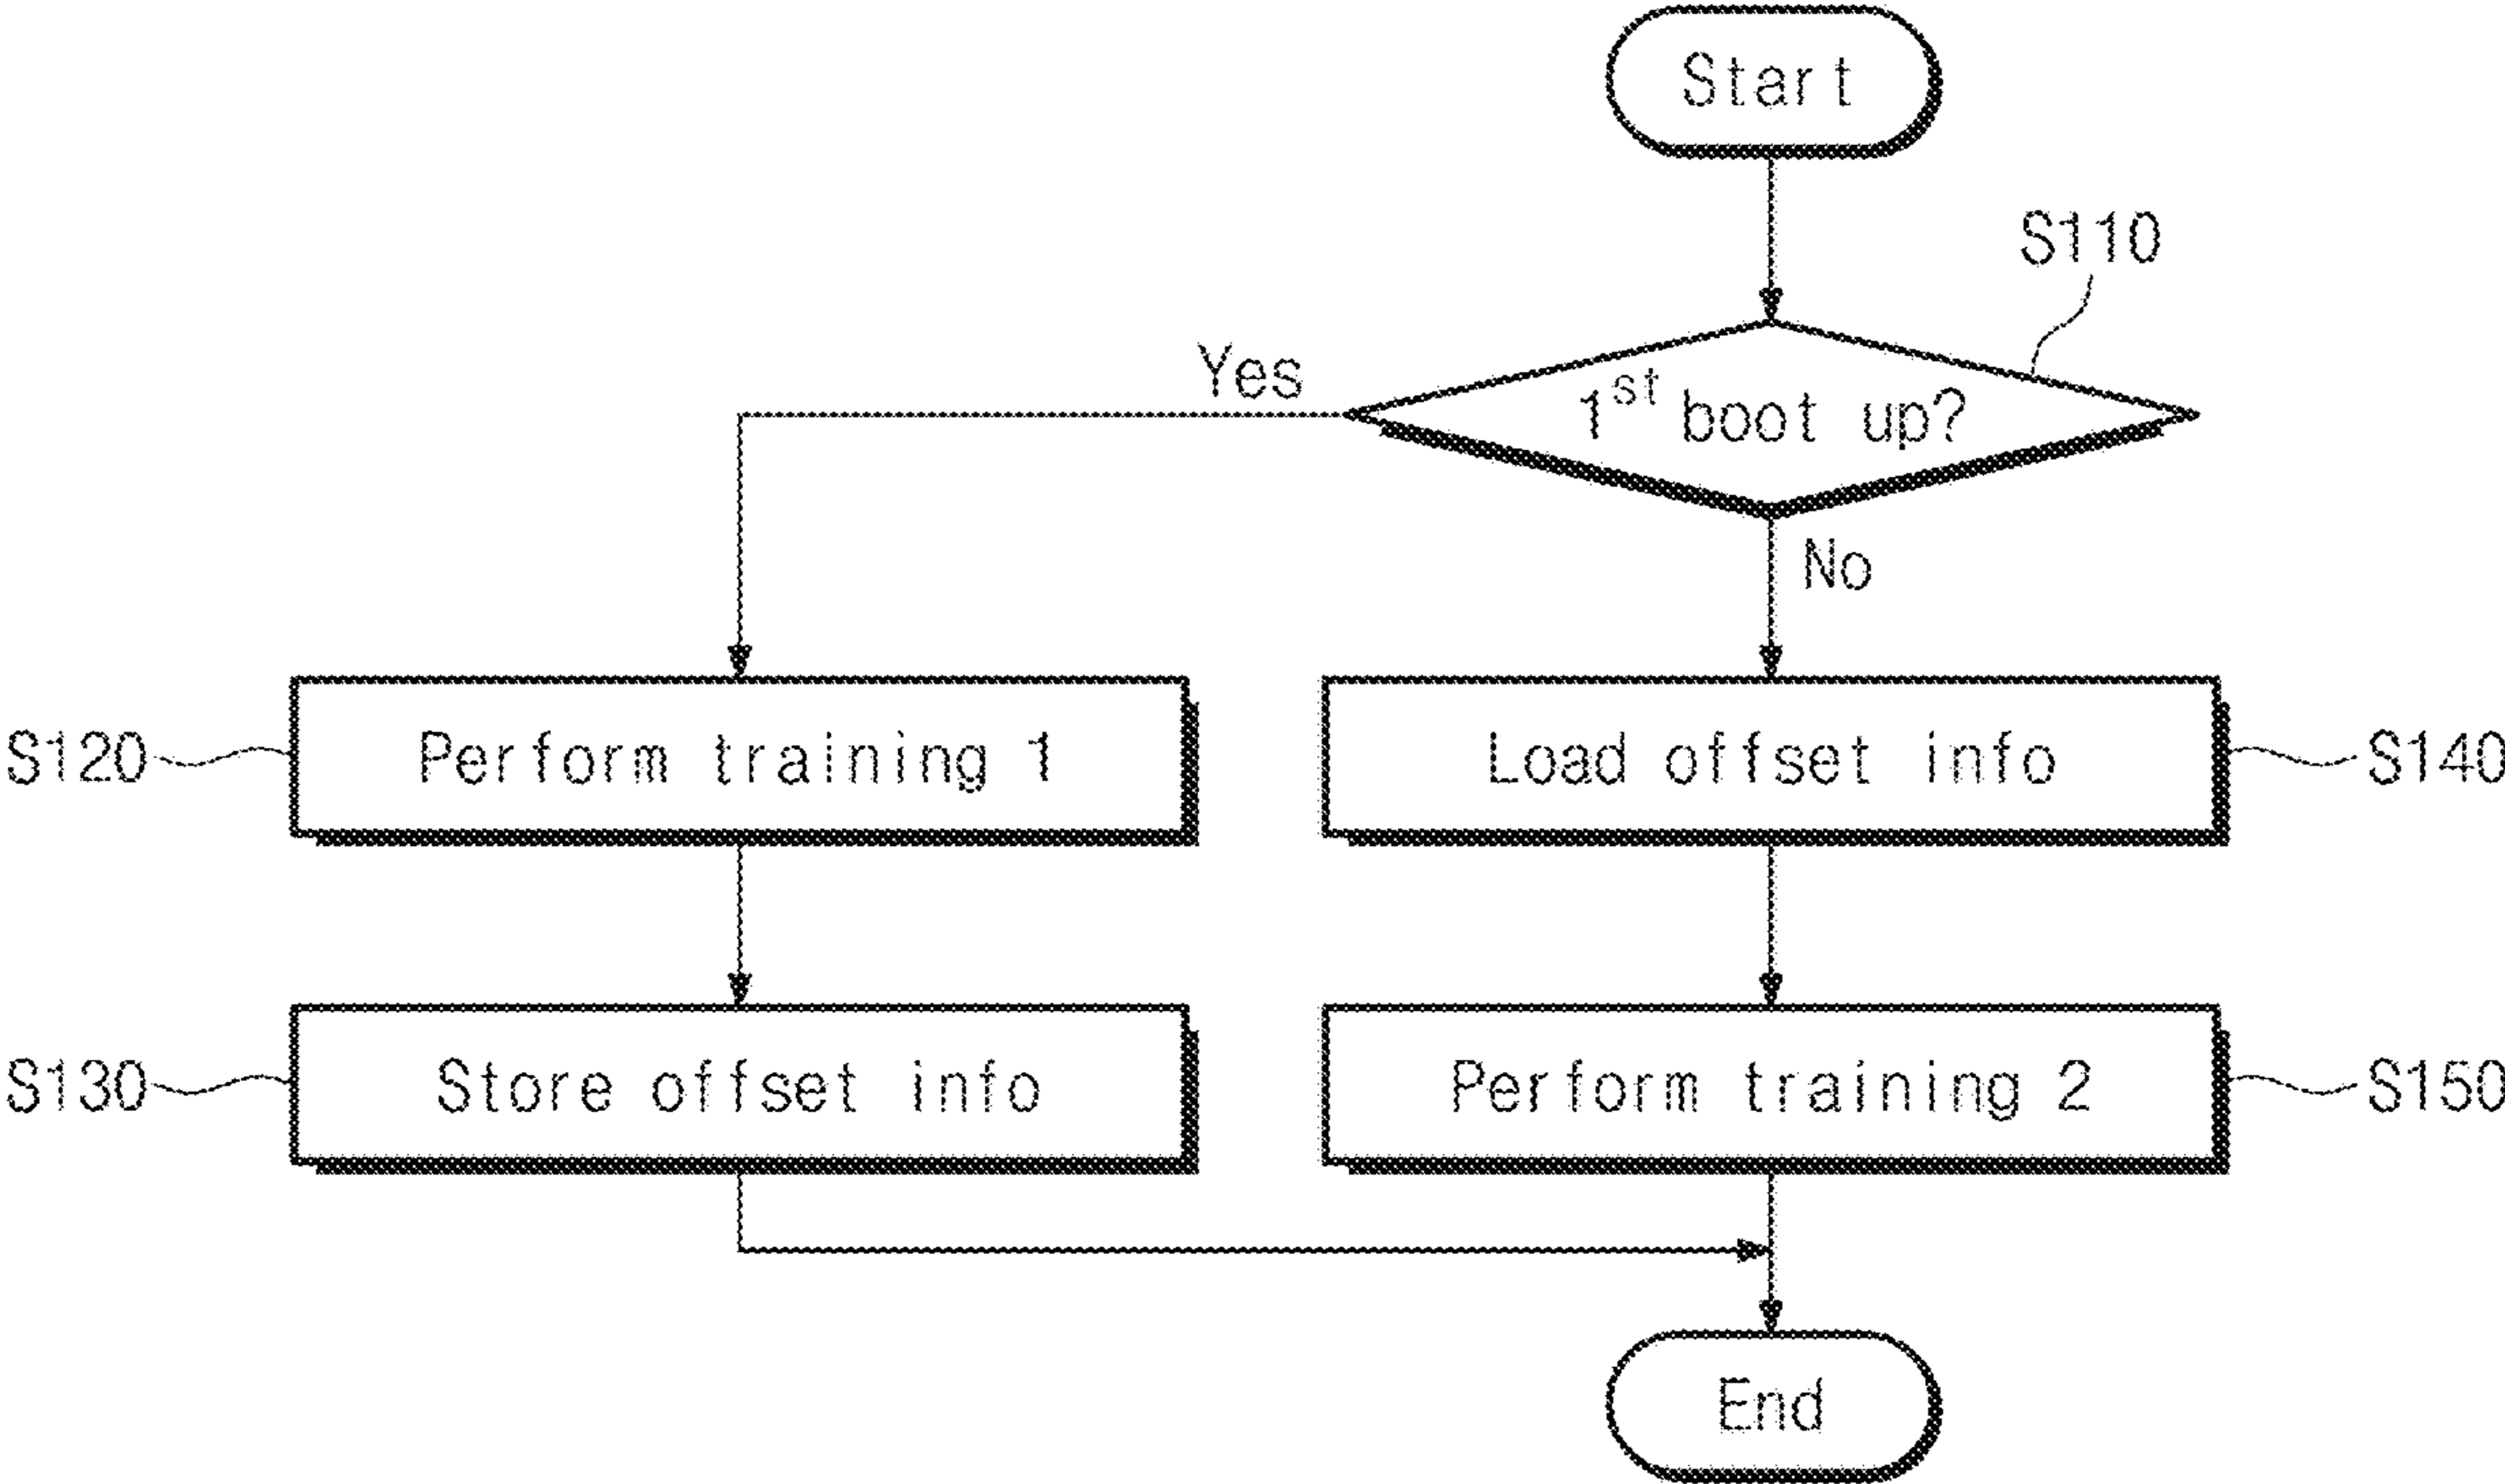 Start
S110
Yes
1st boot up?
No
S120
Perform training 1
Load offset info
S140
S130
Store offset info
Perform training 2
S150
End